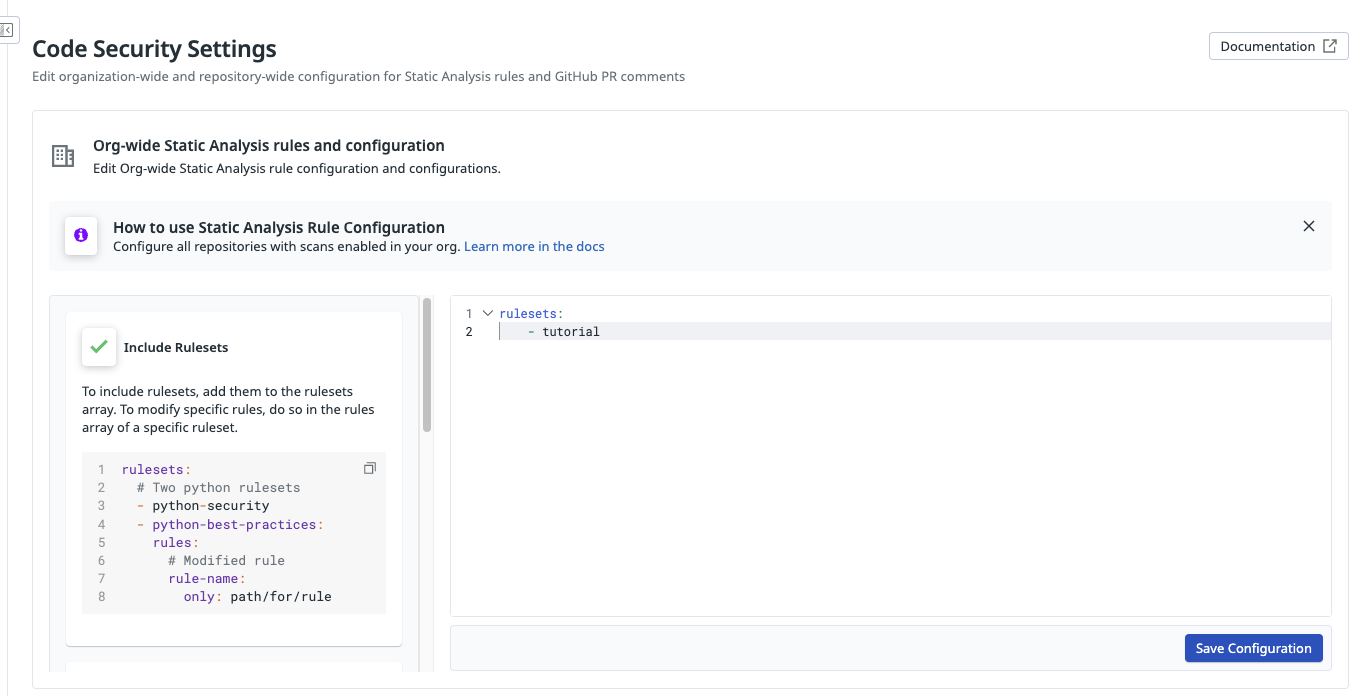 Code Security Settings
Documentation
Edit organization-wide and repository-wide configuration for Static Analysis rules and GitHub PR comments
Org-wide Static Analysis rules and configuration
Edit Org-wide Static Analysis rule configuration and configurations.
How to use Static Analysis Rule Configuration
Configure all repositories with scans enabled in your org. Learn more in the docs
Include Rulesets
To include rulesets, add them to the rulesets
array. To modify specific rules, do so in the rules
array of a specific ruleset.
1 rulesets:
2   # Two python rulesets
3   - python-security
4   - python-best-practices:
5     rules:
6       # Modified rule
7       rule-name:
8         only: path/for/rule
1 rulesets:
2     - tutorial
Save Configuration